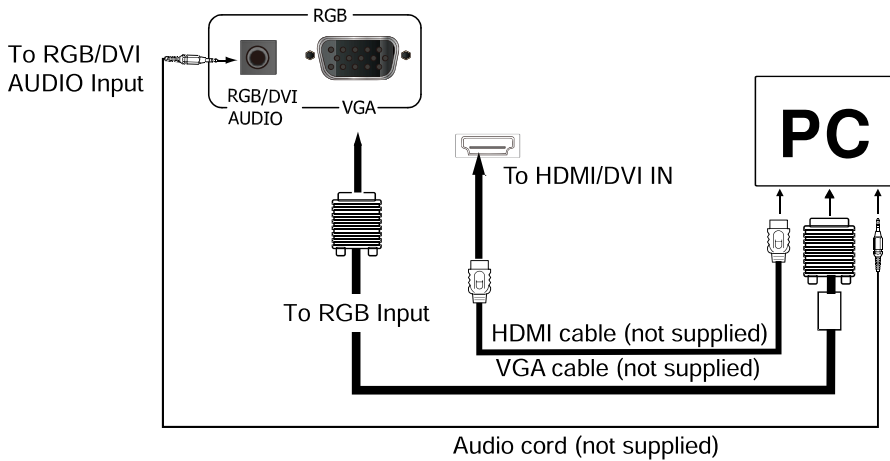 RGB
To RGB/DVI
AUDIO Input
RGB/DVI
AUDIO
VGA
PC
To HDMI/DVI IN
To RGB Input
HDMI cable (not supplied)
VGA cable (not supplied)
Audio cord (not supplied)